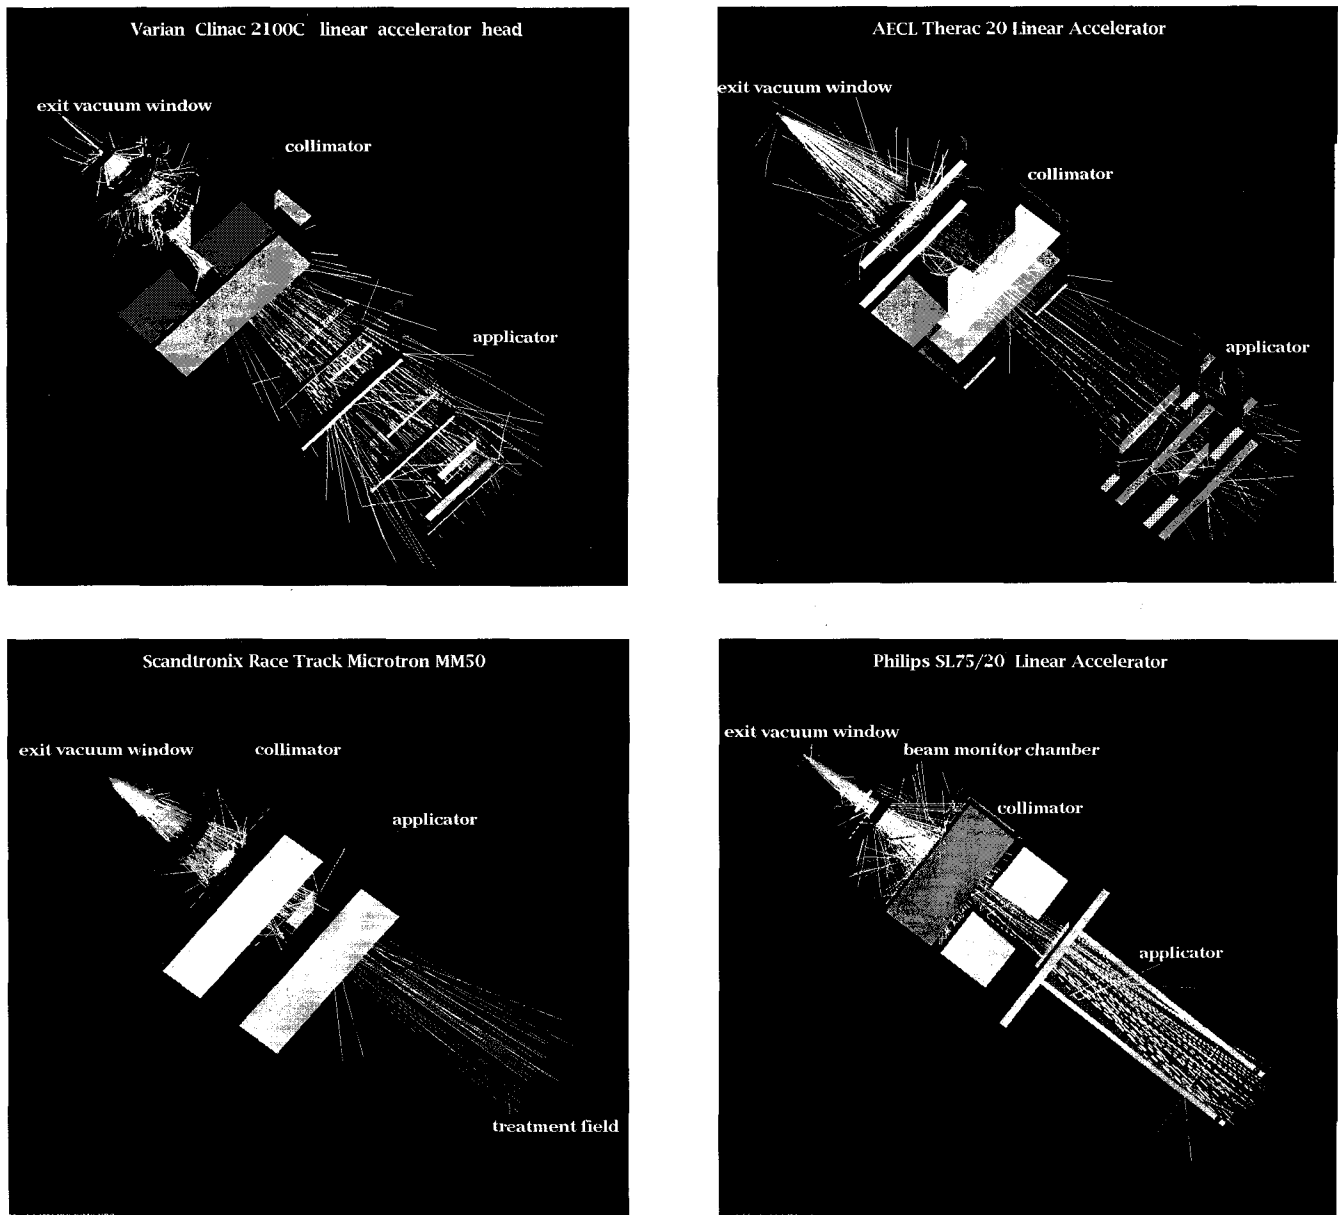 Varian Clinac 2100C linear accelerator head
exit vacuum window
collimator
applicator
AECL Therac 20 Linear Accelerator
exit vacuum window
collimator
applicator
Scandtronix Race Track Microtron MM50
exit vacuum window
collimator
applicator
treatment field
Philips SL75/20 Linear Accelerator
exit vacuum window
beam monitor chamber
collimator
applicator